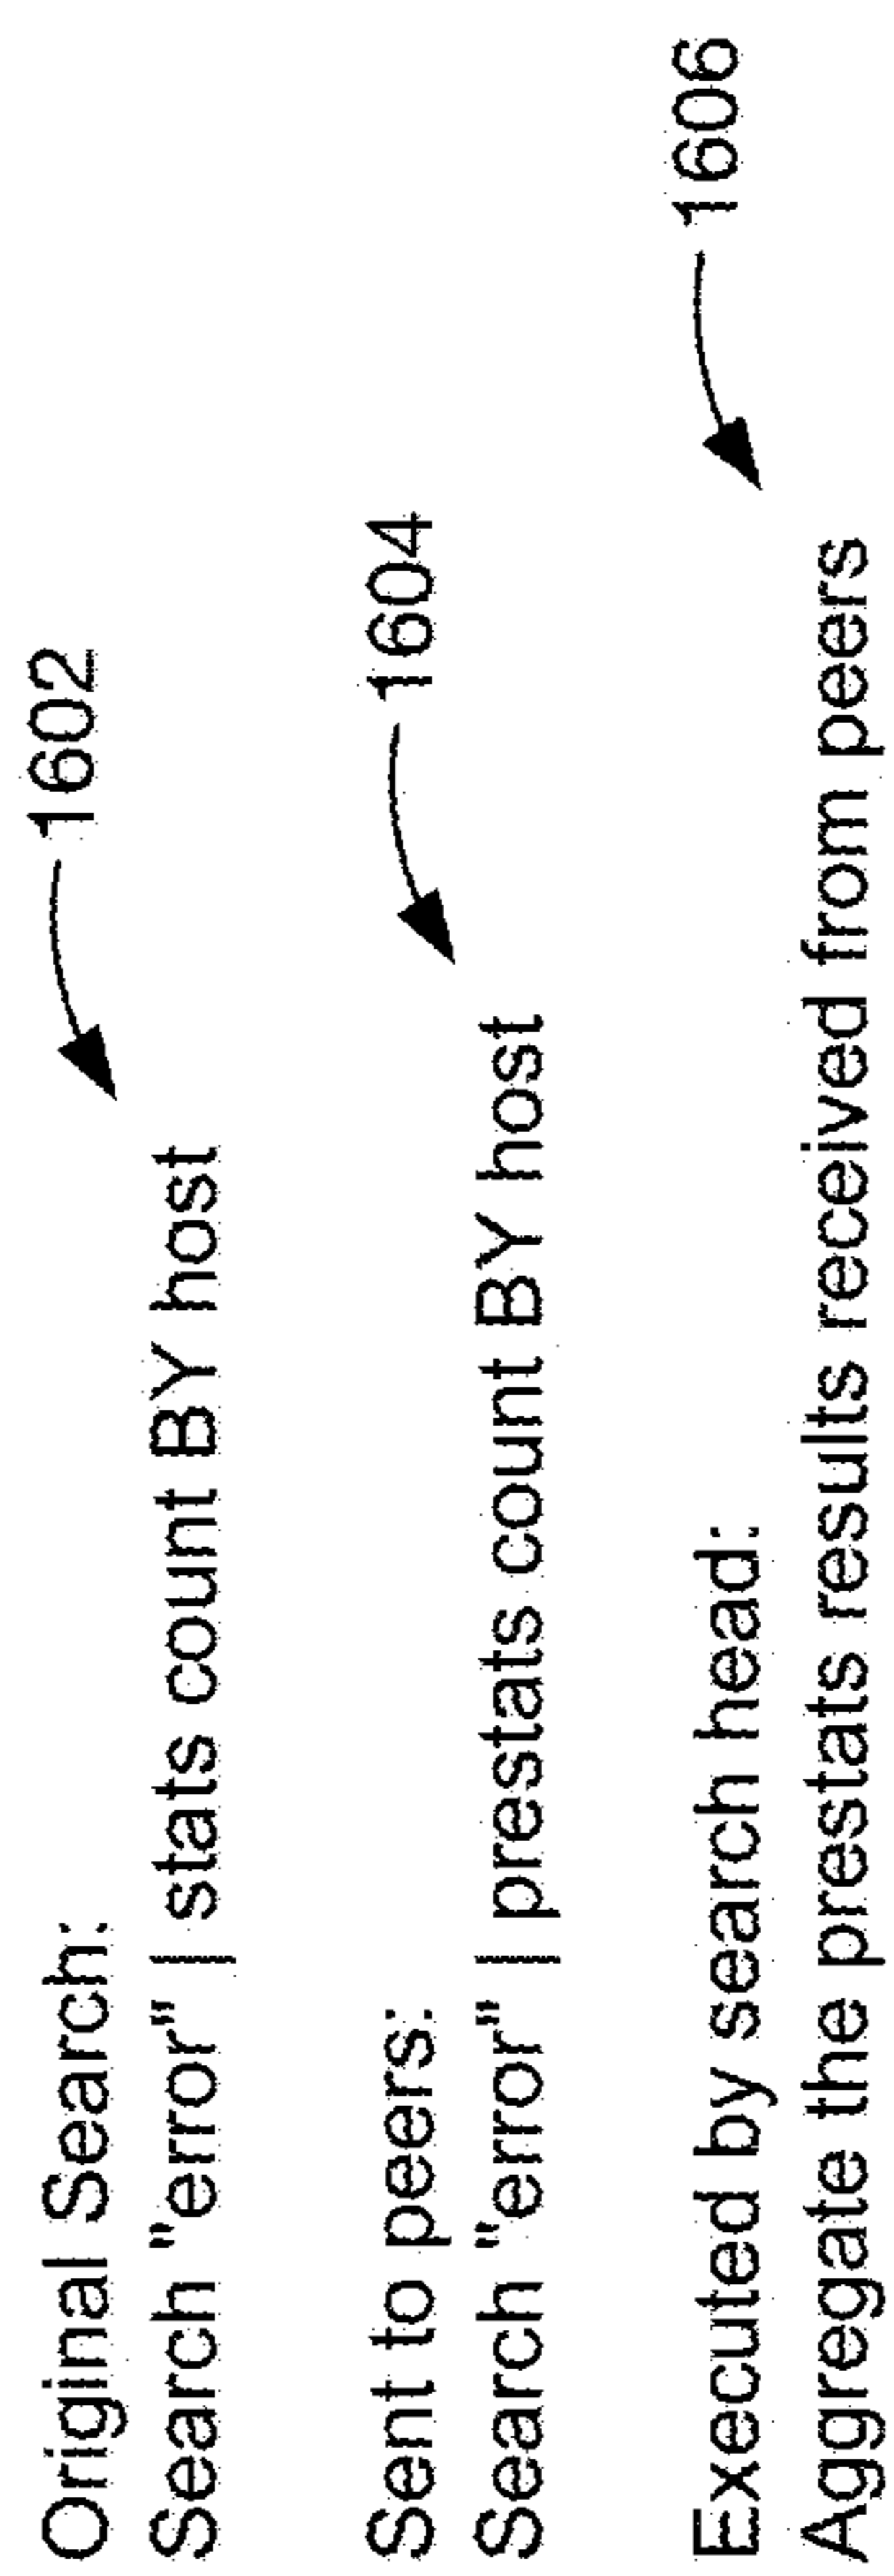 Original Search: 1602
Search "error" | stats count BY host
Sent to peers: 1604
Search "error" | prestats count BY host
Executed by search head: 1606
Aggregate the prestats results received from peers